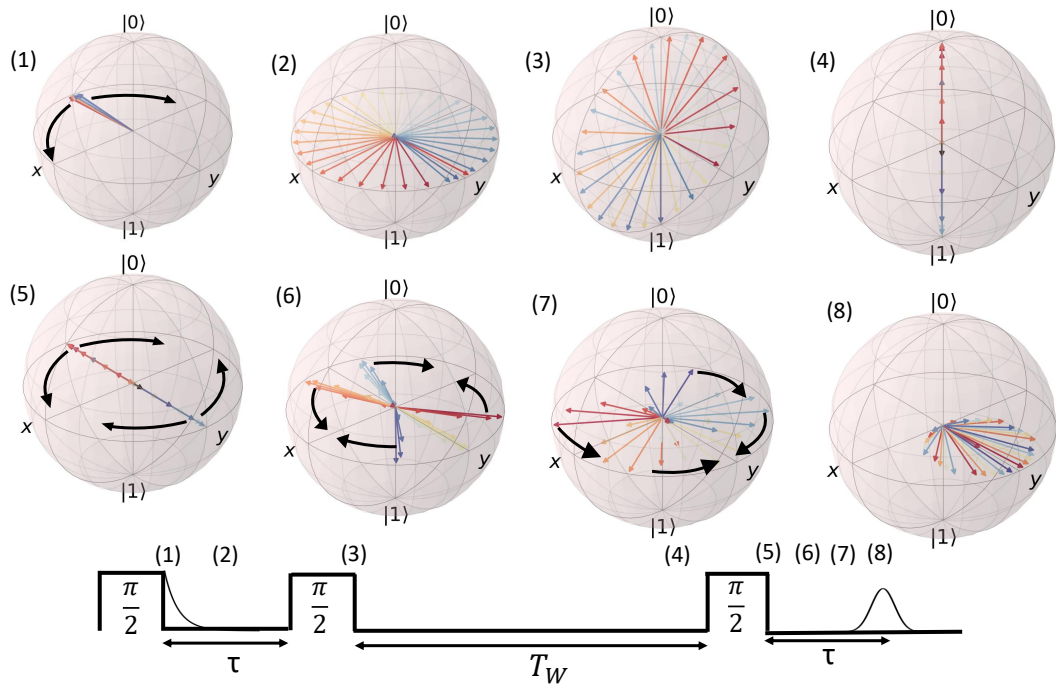 |0⟩ |0⟩ |0⟩ |0⟩
(1) (2) (3) (4)
x y x y x y x y
|1⟩ |1⟩ |1⟩ |1⟩
|0⟩ |0⟩ |0⟩ |0⟩
(5) (6) (7) (8)
x y x y x y x y
|1⟩ |1⟩ |1⟩ |1⟩
(1) (2) (3) (4) (5) (6) (7) (8)
π/2 π/2 π/2
τ T_W τ